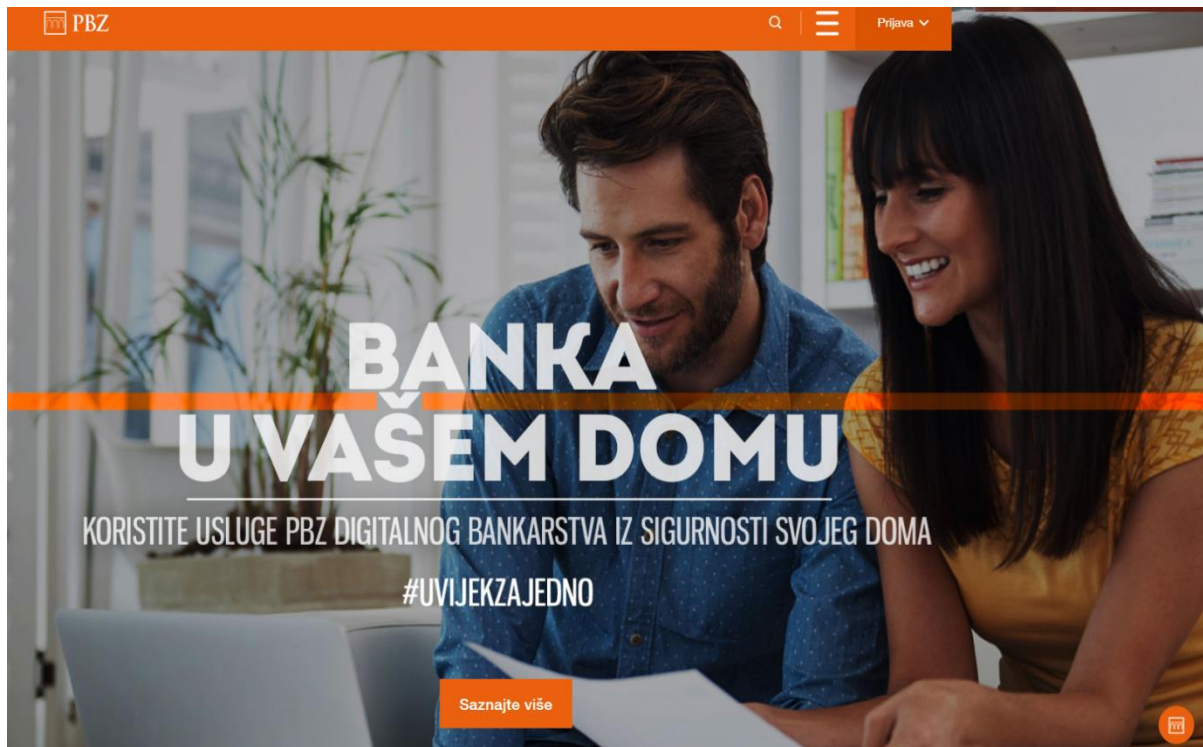 PBZ
Prijava
BANKA
U VAŠEM DOMU
KORISTITE USLUGE PBZ DIGITALNOG BANKARSTVA IZ SIGURNOSTI SVOJEG DOMA
#UVIJEKZAJEDNO
Saznajte više